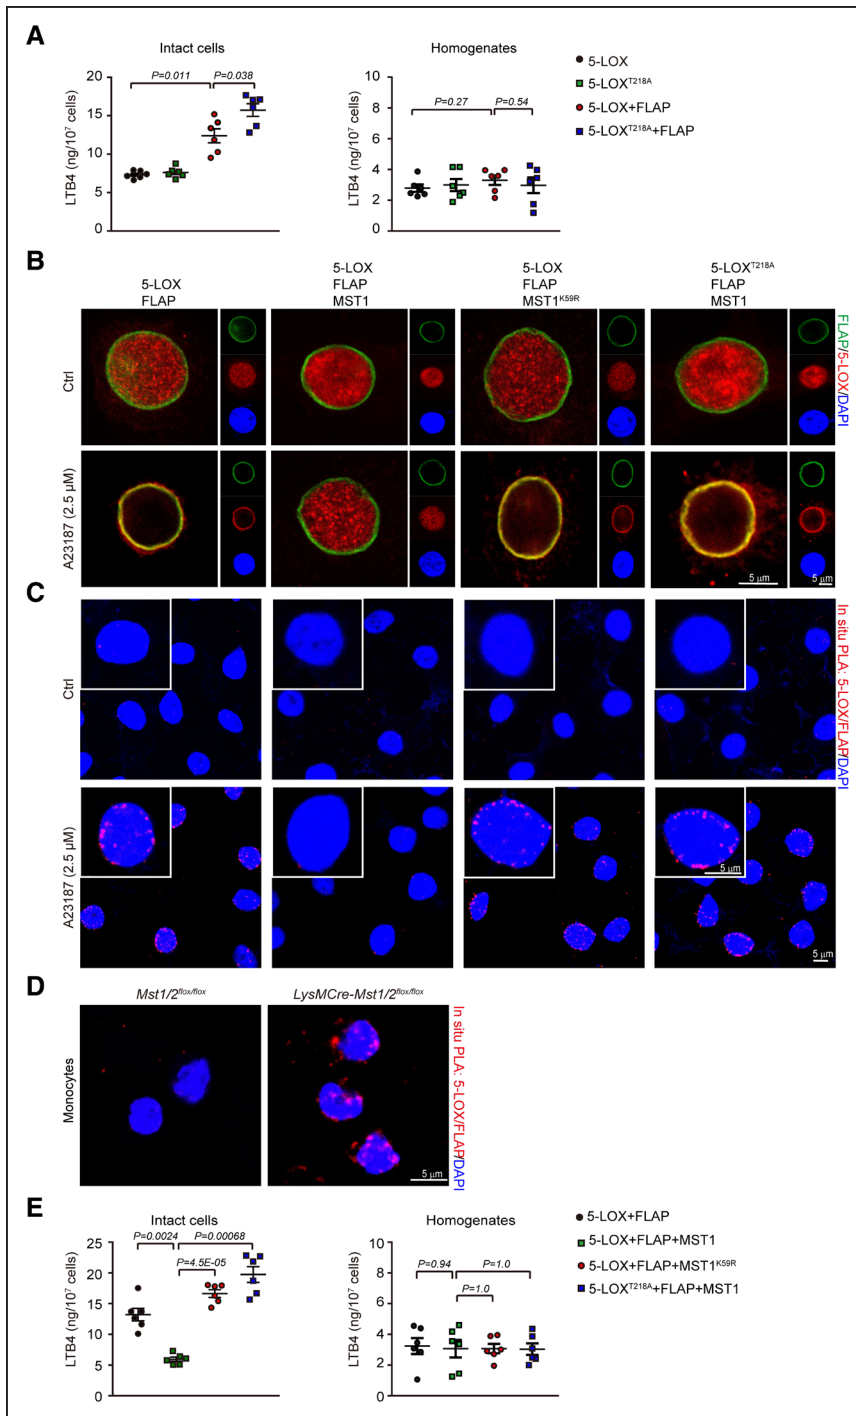 A
Intact cells
Homogenates
5-LOX
5-LOX^T218A
5-LOX+FLAP
5-LOX^T218A+FLAP
LTB4 (ng/10^7 cells)
20
15
10
5
0
P=0.011
P=0.038
LTB4 (ng/10^7 cells)
10
8
6
4
2
0
P=0.27
P=0.54
B
5-LOX
FLAP
5-LOX
FLAP
MST1
5-LOX
FLAP
MST1^K59R
5-LOX^T218A
FLAP
MST1
Ctrl
A23187 (2.5 µM)
FLAP/5-LOX/DAPI
5 µm
5 µm
C
Ctrl
A23187 (2.5 µM)
In situ PLA: 5-LOX/FLAP/DAPI
5 µm
5 µm
D
Mst1/2^flox/flox
LysMCre-Mst1/2^flox/flox
Monocytes
In situ PLA: 5-LOX/FLAP/DAPI
5 µm
E
Intact cells
Homogenates
5-LOX+FLAP
5-LOX+FLAP+MST1
5-LOX+FLAP+MST1^K59R
5-LOX^T218A+FLAP+MST1
LTB4 (ng/10^7 cells)
25
20
15
10
5
0
P=0.0024
P=0.00068
P=4.5E-05
LTB4 (ng/10^7 cells)
10
8
6
4
2
0
P=0.94
P=1.0
P=1.0